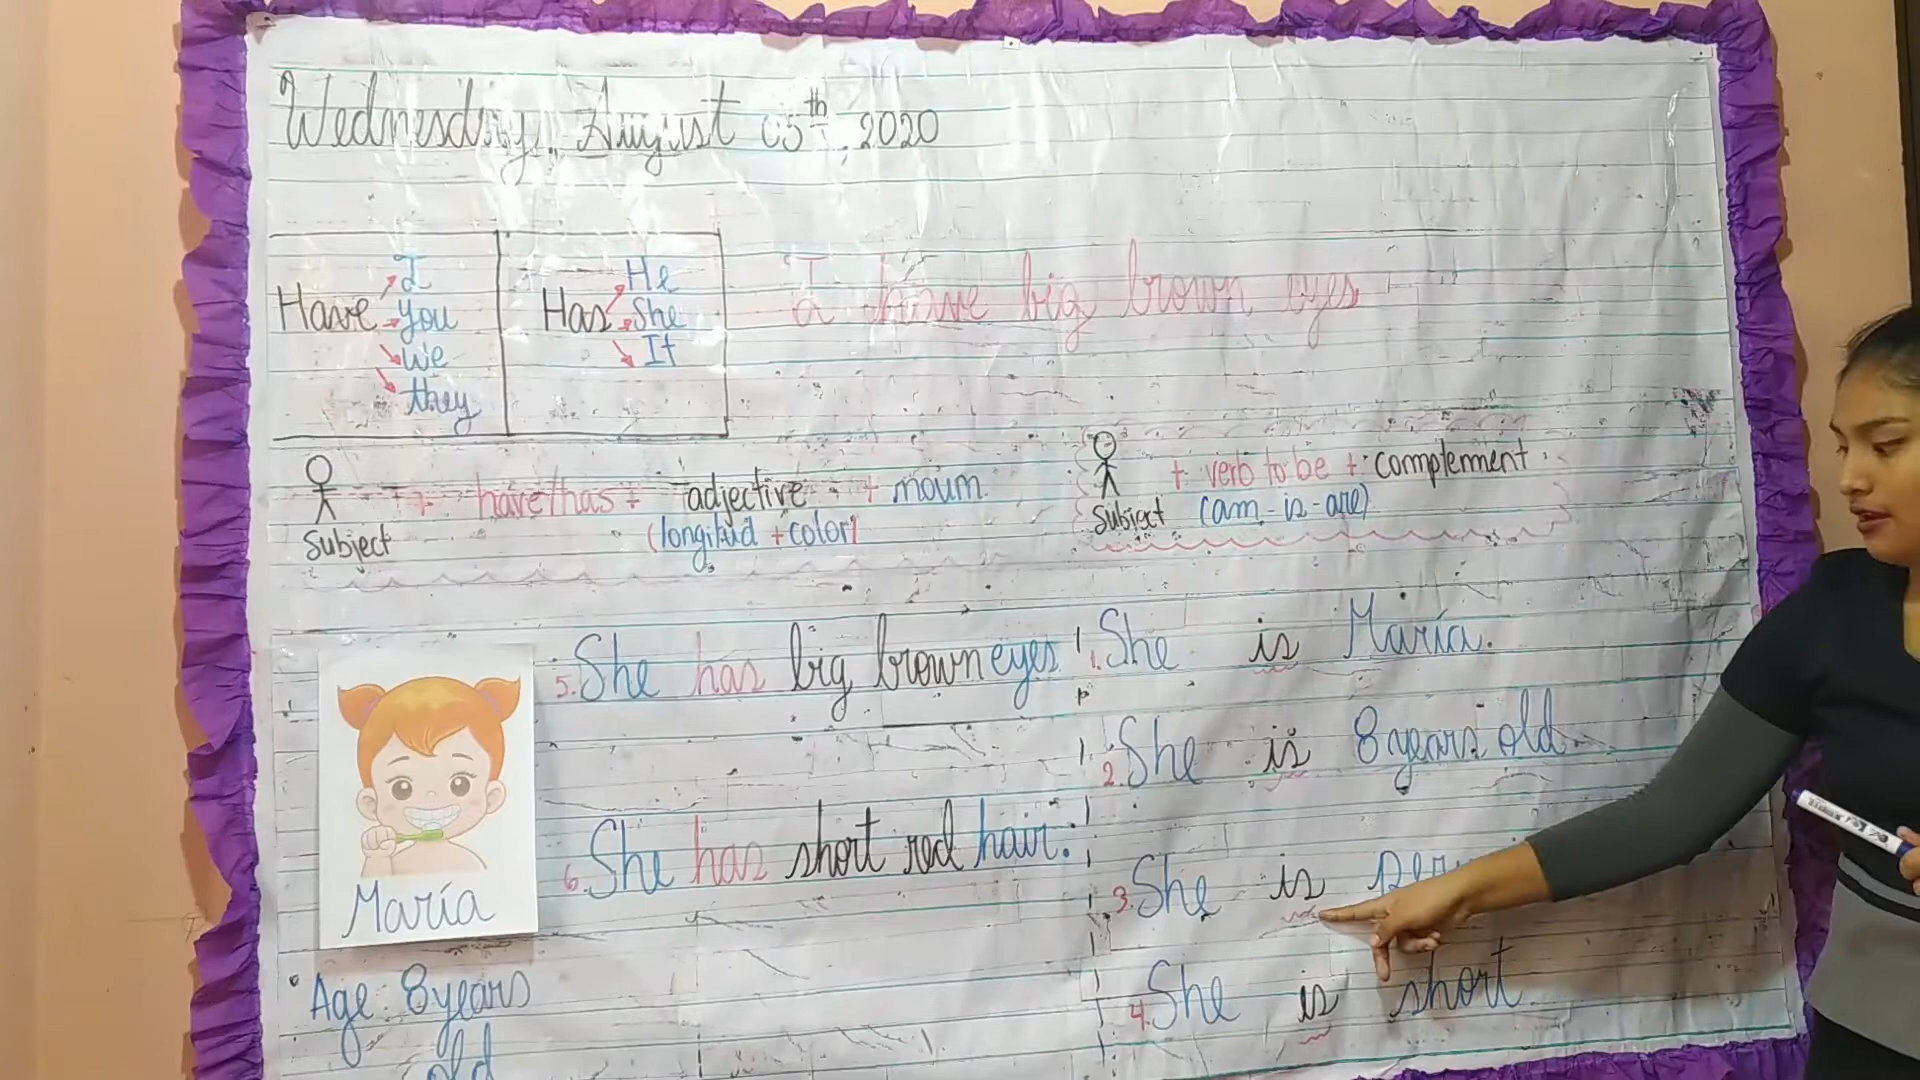 Wednesday, August 05th, 2020
Have I
You
We
they
Has He
She
It
I have big brown eyes
+ have/has + adjective + noun
Subject (longitud + color)
+ verb to be + complement
Subject (am - is - are)
5. She has big brown eyes
6. She has short red hair.
María
Age: 8 years
old
1. She is María.
2. She is 8 years old.
3. She is
4. She is short